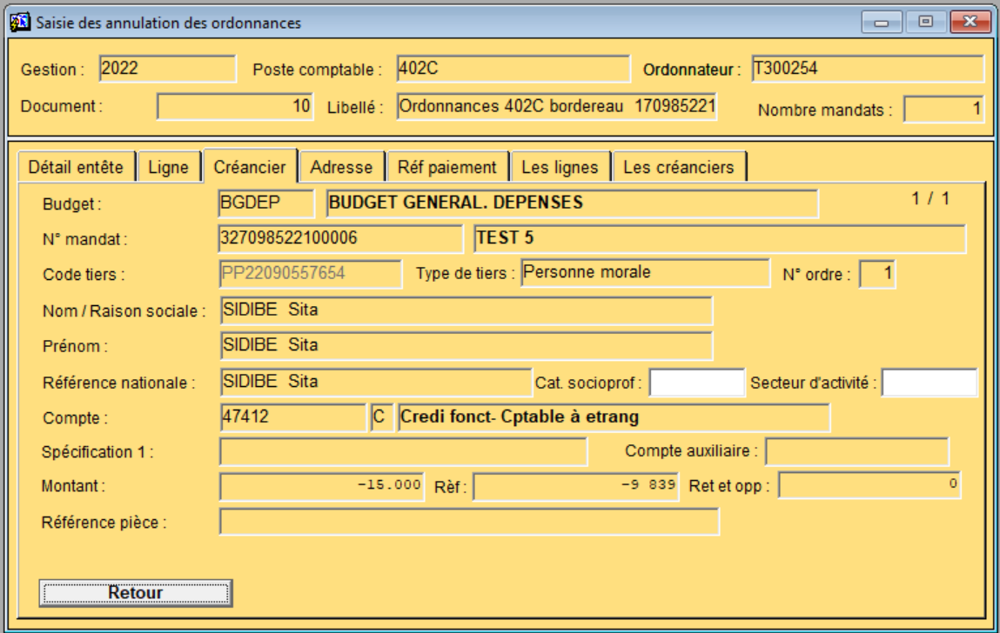 Saisie des annulation des ordonnances
Gestion : 2022 Poste comptable : 402C Ordonnateur : T300254
Document : 10 Libellé : Ordonnances 402C bordereau 170985221 Nombre mandats : 1
Détail entête Ligne Créancier Adresse Réf paiement Les lignes Les créanciers
Budget : BGDEP BUDGET GENERAL. DEPENSES 1 / 1
N° mandat : 327098522100006 TEST 5
Code tiers : PP22090557654 Type de tiers : Personne morale N° ordre : 1
Nom / Raison sociale : SIDIBE Sita
Prénom : SIDIBE Sita
Référence nationale : SIDIBE Sita Cat. socioprof : Secteur d'activité :
Compte : 47412 C Credi fonct- Cptable à etrang
Spécification 1 : Compte auxiliaire :
Montant : -15.000 Rèf : -9 839 Ret et opp : 0
Référence pièce :
Retour